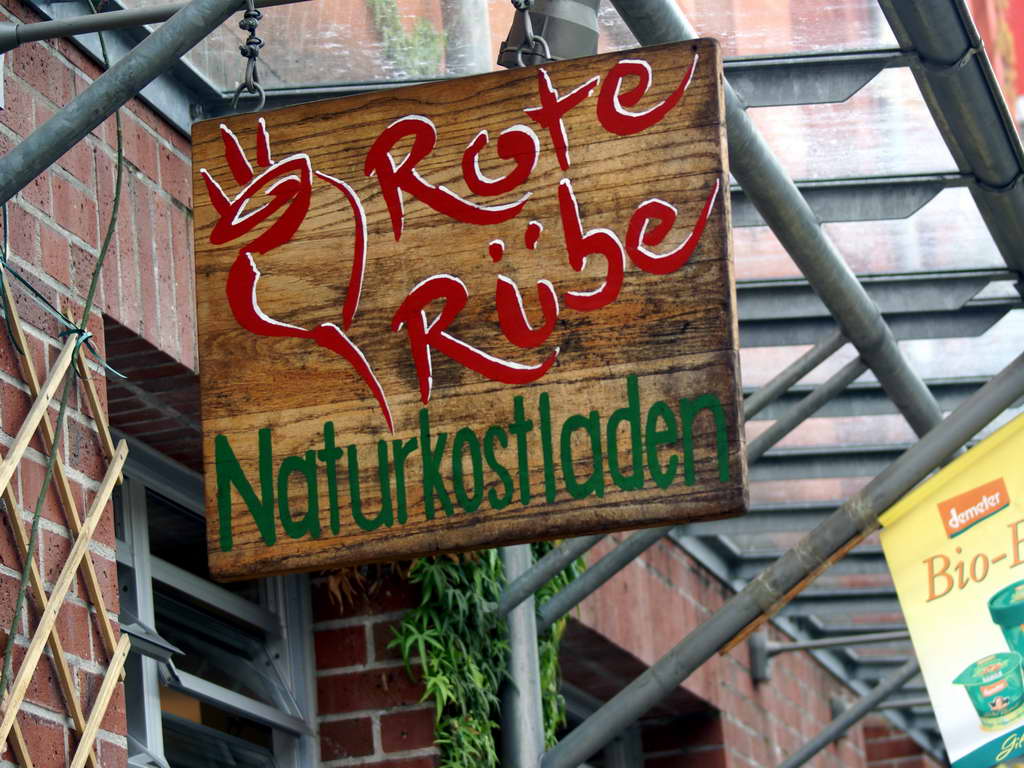 Rote
Rübe
Naturkostladen
demeter
Bio-